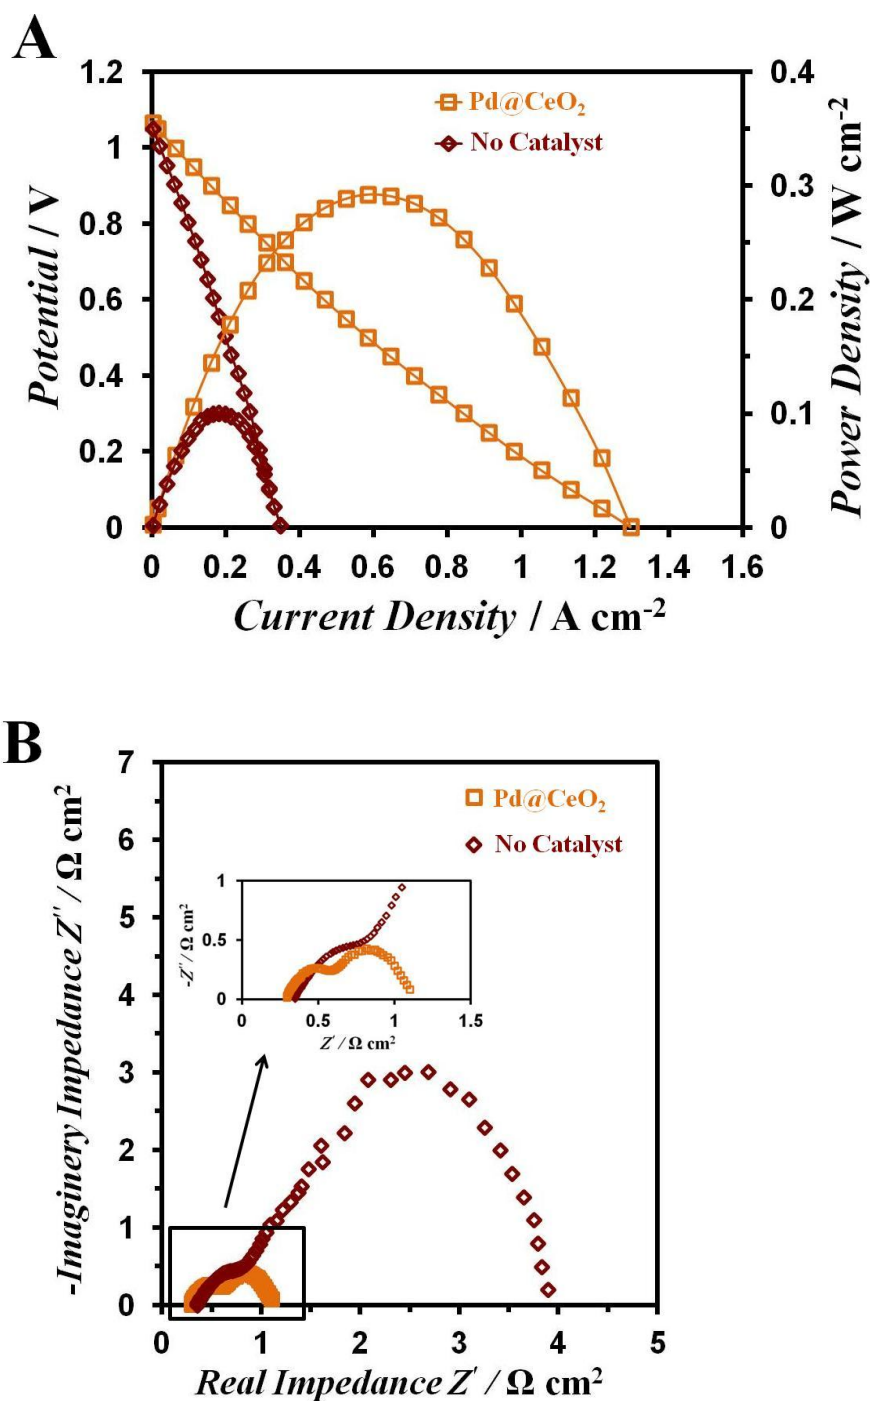 A
1.2 0.4
Pd@CeO2
No Catalyst
1 0.3
0.8
0.6 0.2
0.4 0.1
0.2
0 0
0 0.2 0.4 0.6 0.8 1 1.2 1.4 1.6
Potential / V
Power Density / W cm-2
Current Density / A cm-2
B
7
Pd@CeO2
No Catalyst
6
5
4
3
2
1
0
0 1 2 3 4 5
-Imaginery Impedance Z'' / Ω cm2
Real Impedance Z' / Ω cm2
1
0.5
0
0 0.5 1 1.5
-Z'' / Ω cm2
Z' / Ω cm2